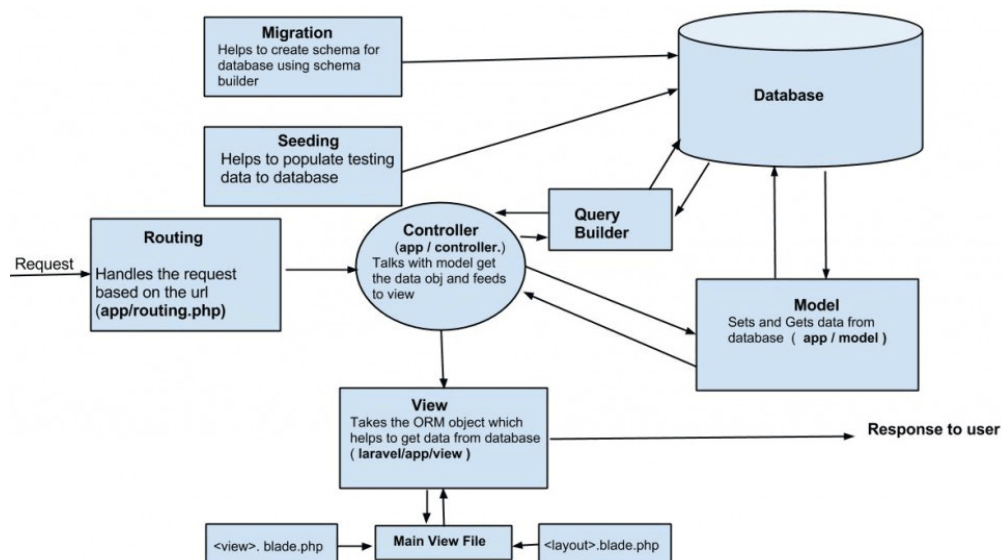 Migration
Helps to create schema for
database using schema
builder
Database
Seeding
Helps to populate testing
data to database
Query
Builder
Routing
Handles the request
based on the url
(app/routing.php)
Request
Controller
(app / controller.)
Talks with model get
the data obj and feeds
to view
Model
Sets and Gets data from
database ( app / model )
View
Takes the ORM object which
helps to get data from database
( laravel/app/view )
Response to user
<view>. blade.php
Main View File
<layout>.blade.php